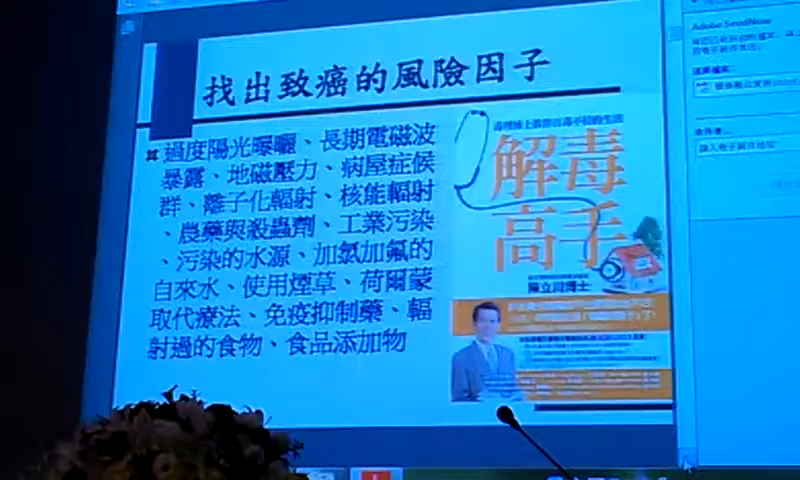 Adobe SendNow
找出致癌的風險因子
過度陽光曝曬、長期電磁波
暴露、地磁壓力、病屋症候
群、離子化輻射、核能輻射
、農藥與殺蟲劑、工業污染
、污染的水源、加氯加氟的
自來水、使用煙草、荷爾蒙
取代療法、免疫抑制藥、輻
射過的食物、食品添加物
解毒
高手
陳立川博士